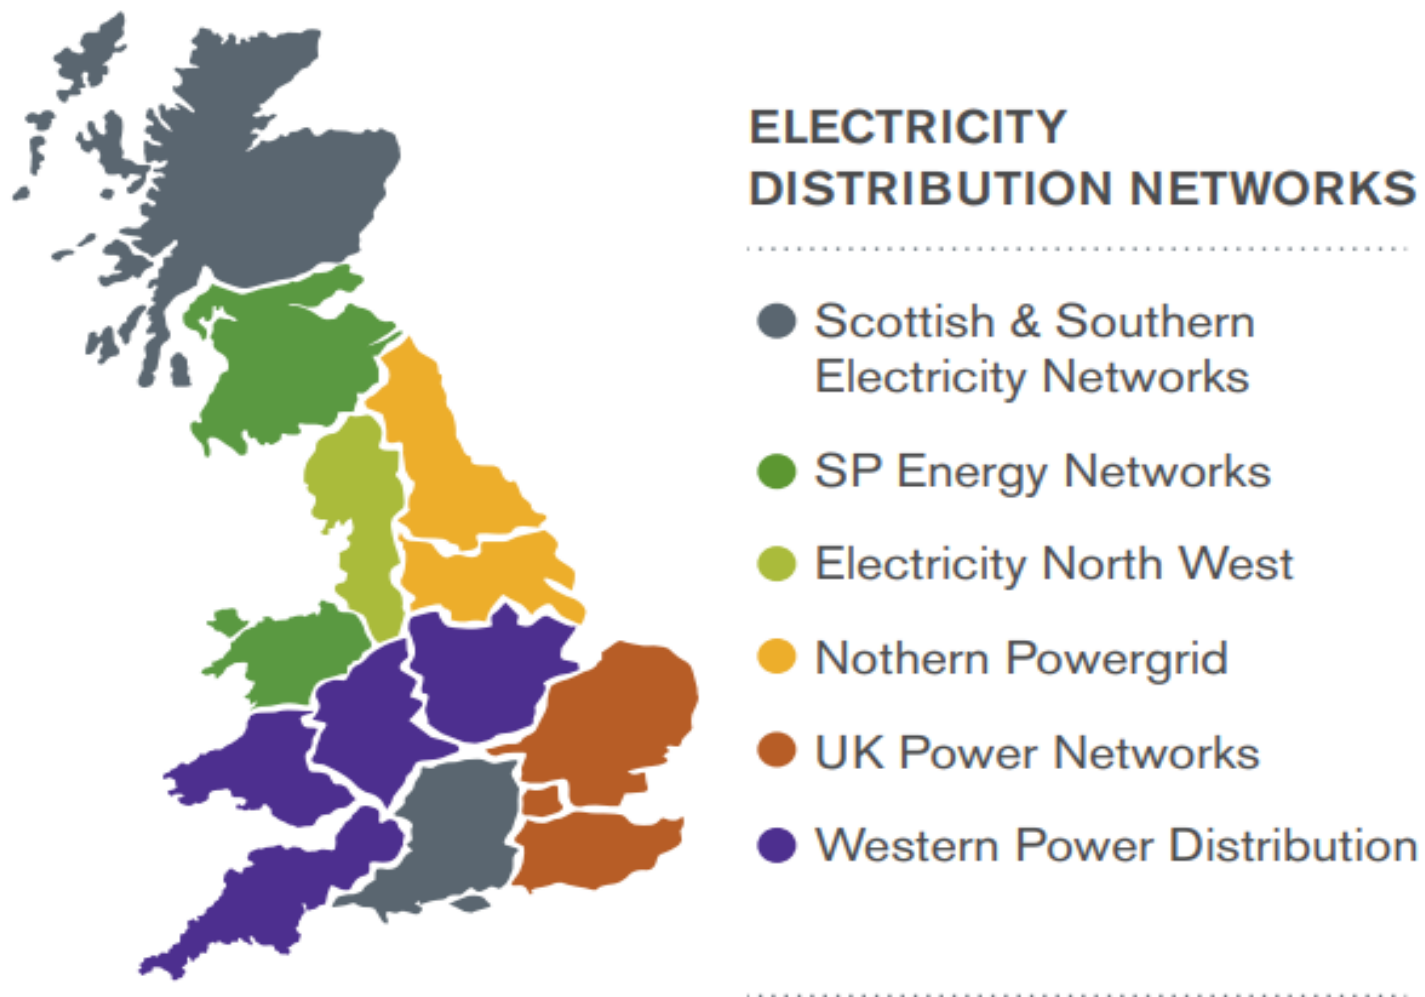 ELECTRICITY
DISTRIBUTION NETWORKS
Scottish & Southern
Electricity Networks
SP Energy Networks
Electricity North West
Nothern Powergrid
UK Power Networks
Western Power Distribution